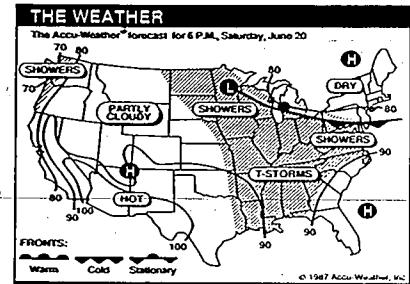 THE WEATHER
The Accu-Weather® forecast for 6 P.M., Saturday, June 20
70 80
SHOWERS
70
PARTLY
CLOUDY
L
SHOWERS
80
H
DRY
SHOWERS
80
90
T-STORMS
H
HOT
80
90
100
100
90
90
H
FRONTS:
Warm Cold Stationary
© 1987 Accu-Weather, Inc